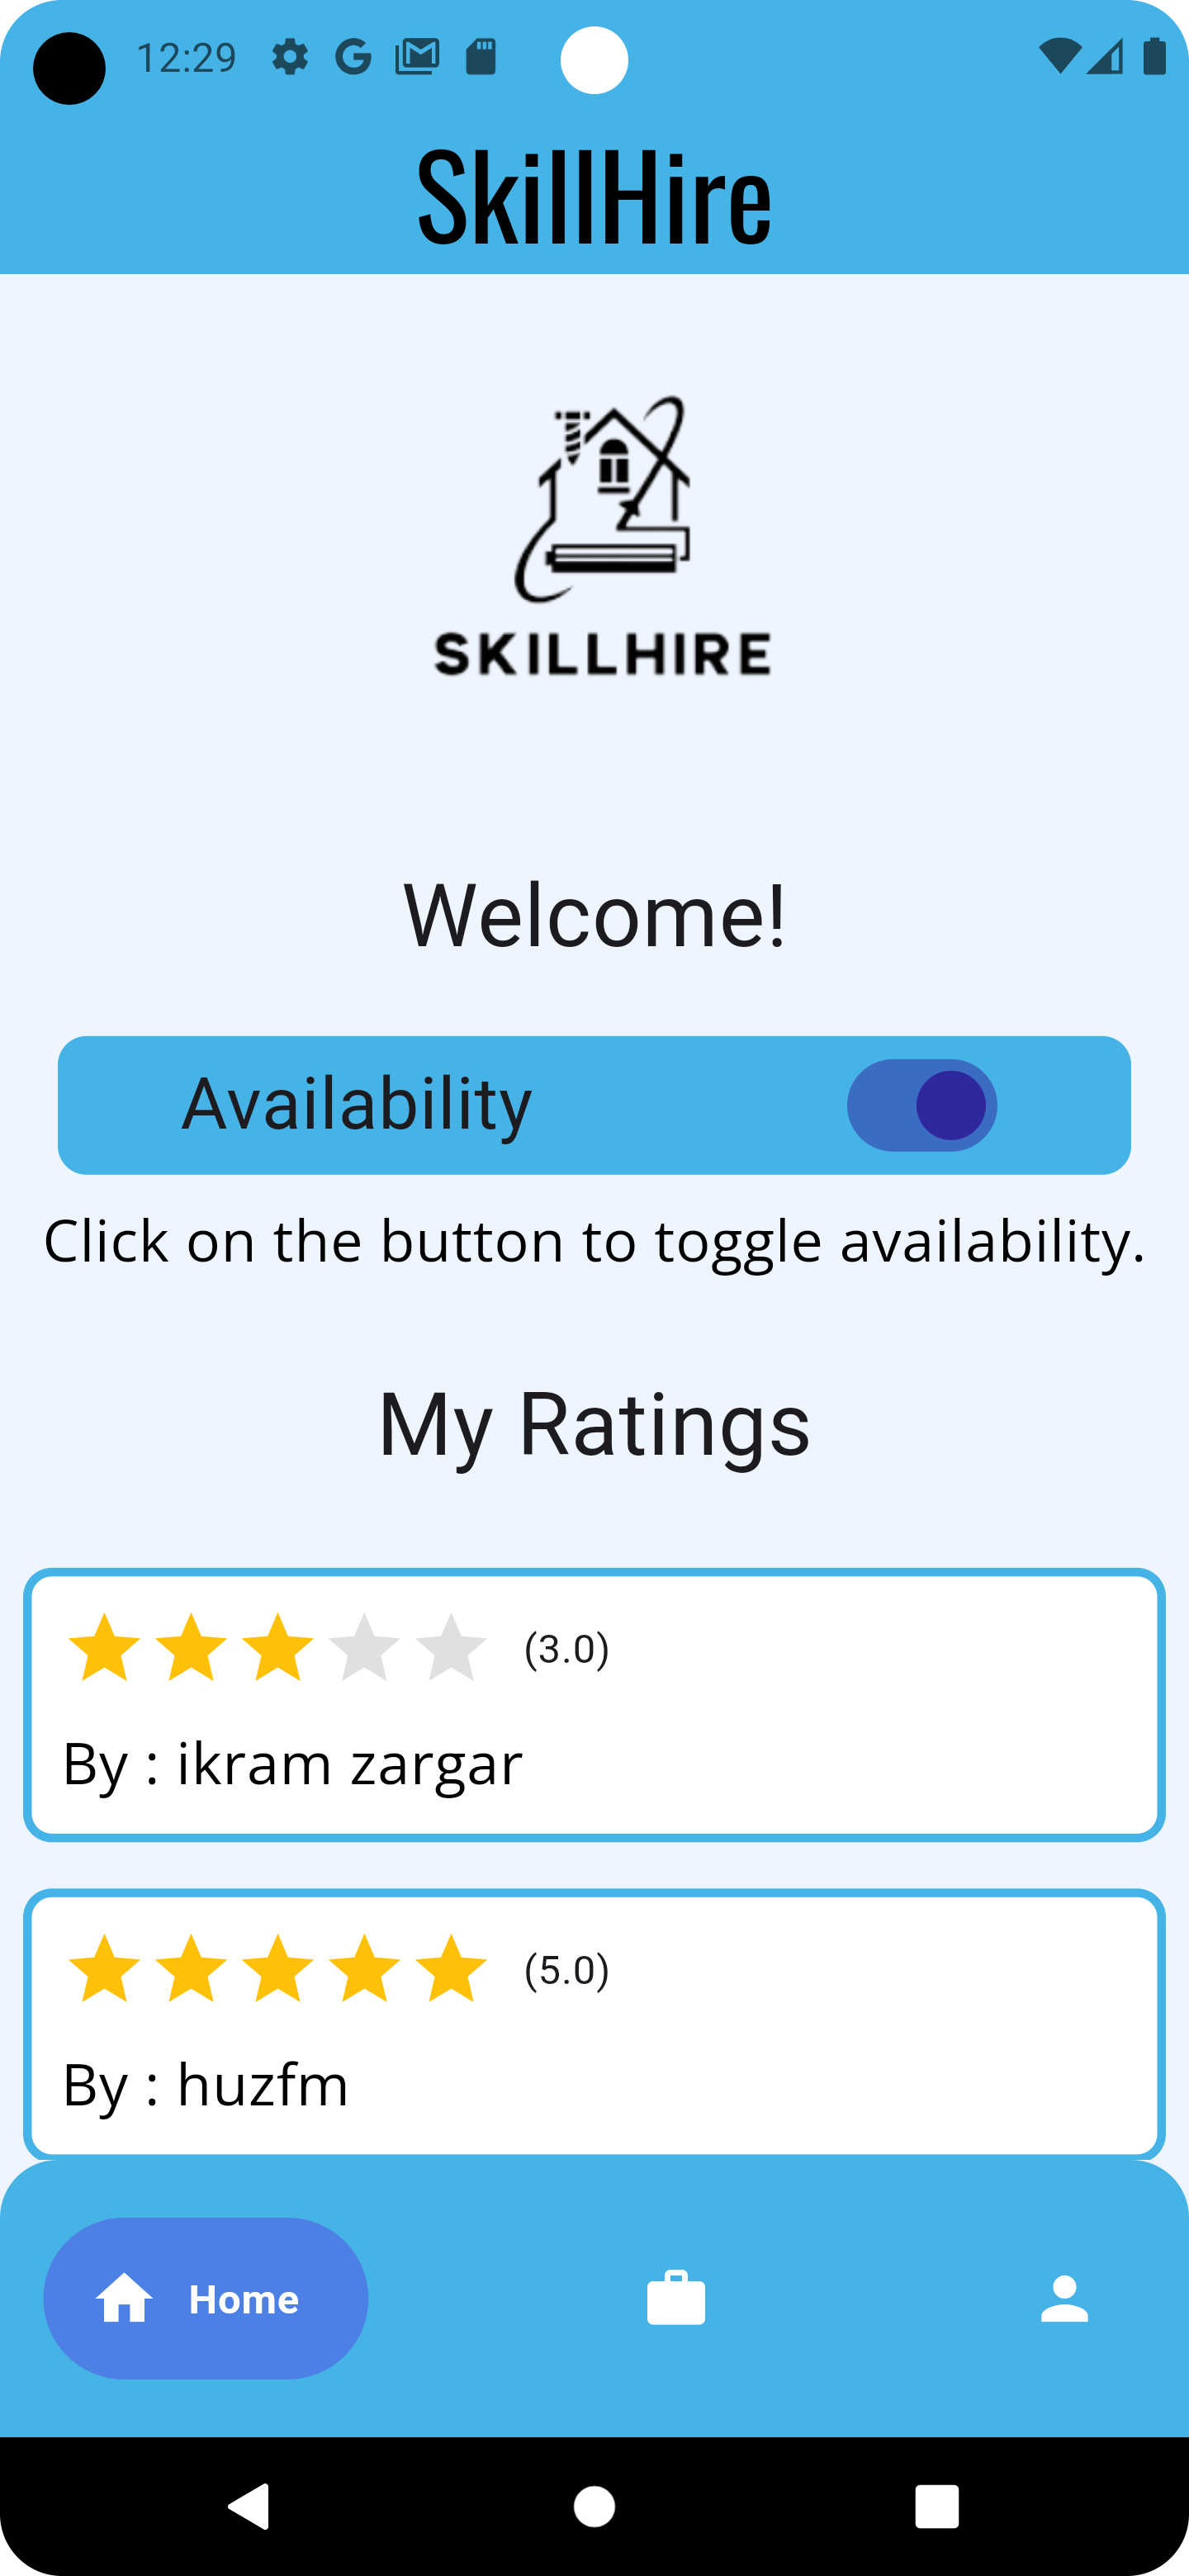 12:29
SkillHire
SKILLHIRE
Welcome!
Availability
Click on the button to toggle availability.
My Ratings
(3.0)
By : ikram zargar
(5.0)
By : huzfm
Home